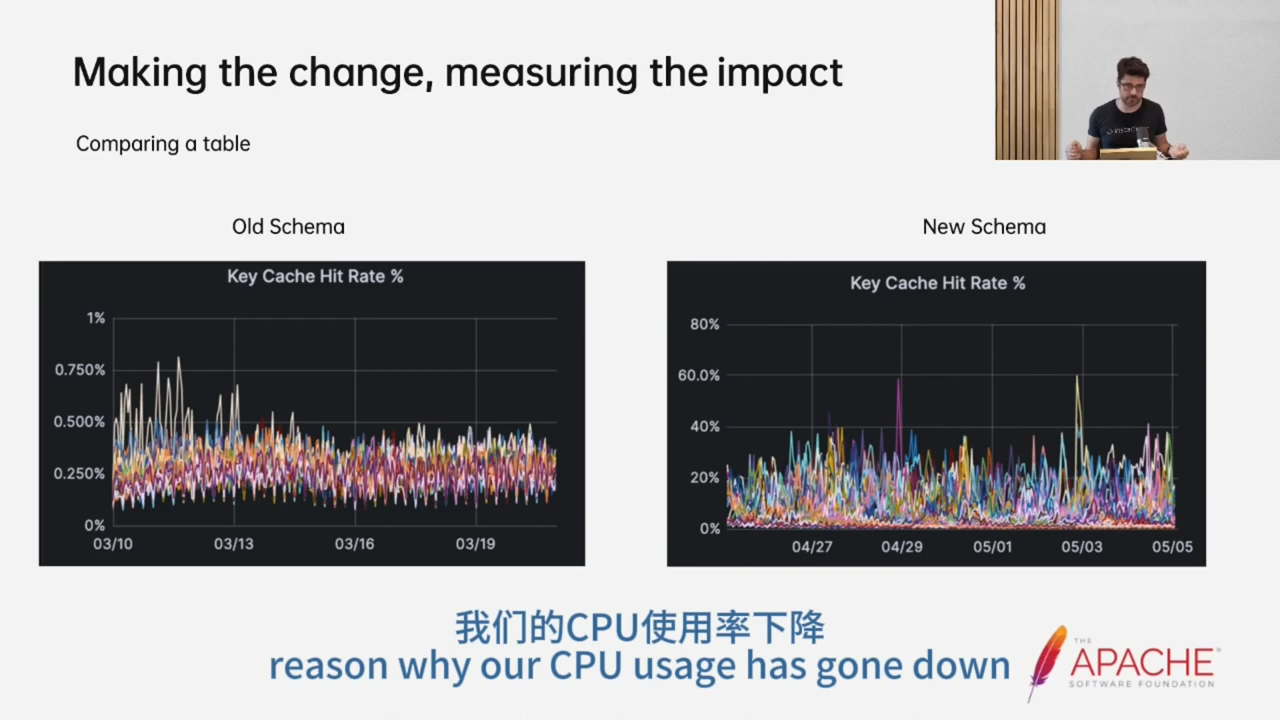 Making the change, measuring the impact
Comparing a table
Old Schema
New Schema
Key Cache Hit Rate %
1%
0.750%
0.500%
0.250%
0%
03/10
03/13
03/16
03/19
Key Cache Hit Rate %
80%
60.0%
40%
20%
0%
04/27
04/29
05/01
05/03
05/05
我们的CPU使用率下降
reason why our CPU usage has gone down
THE
APACHE®
SOFTWARE FOUNDATION